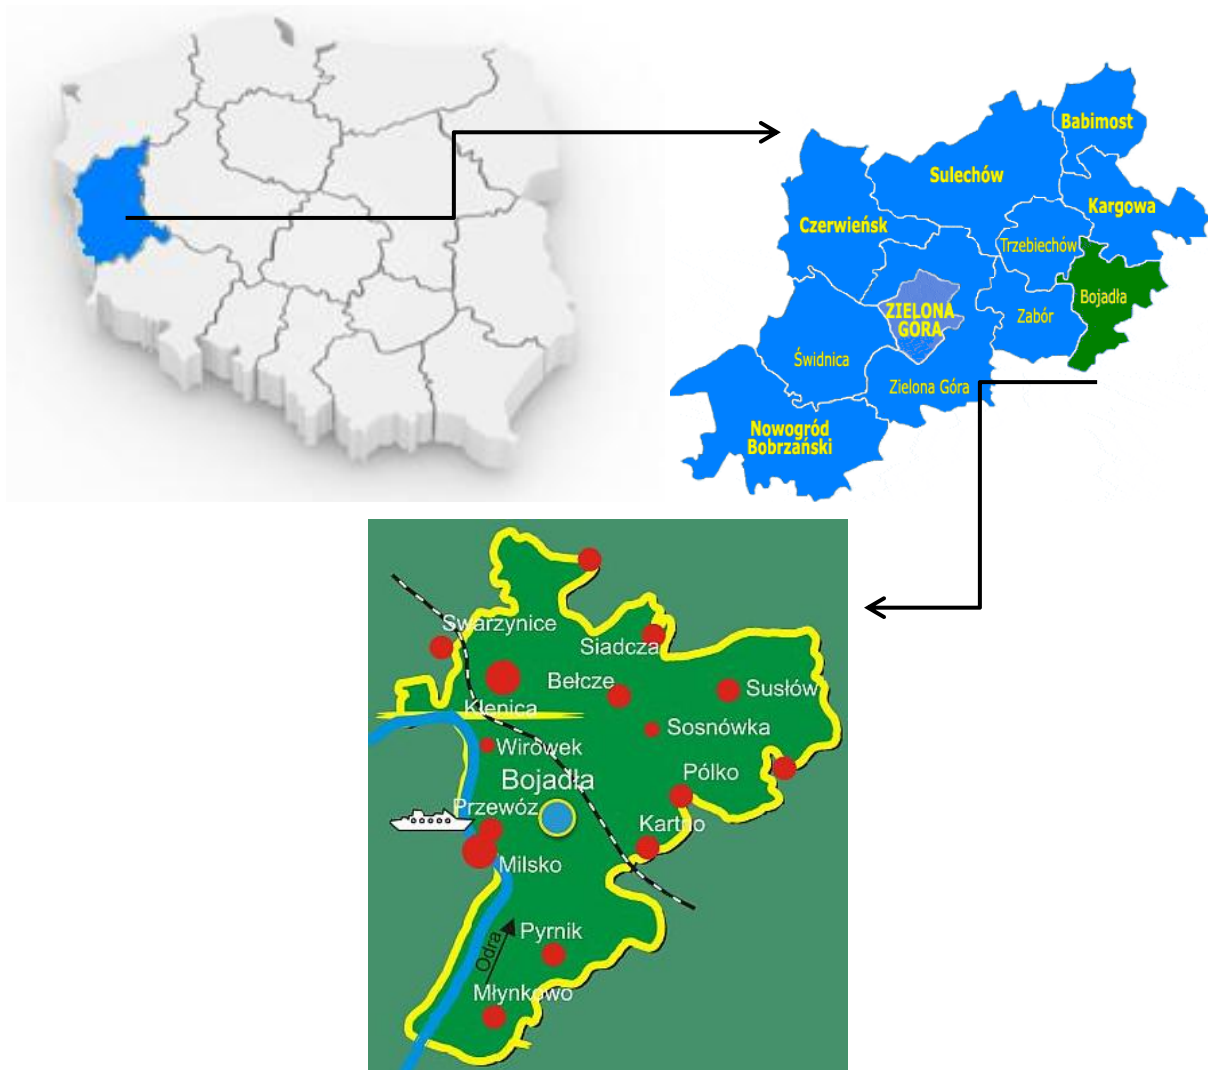 Babimost
Sulechów
Kargowa
Czerwieńsk
Trzebiechów
Bojadła
ZIELONA
GÓRA
Zabór
Świdnica
Zielona Góra
Nowogród
Bobrzański
Swarzynice
Siadcza
Bełcze
Susłów
Klenica
Sosnówka
Wirówek
Bojadła
Pólko
Przewóz
Kartno
Milsko
Pyrnik
Odra
Młynkowo